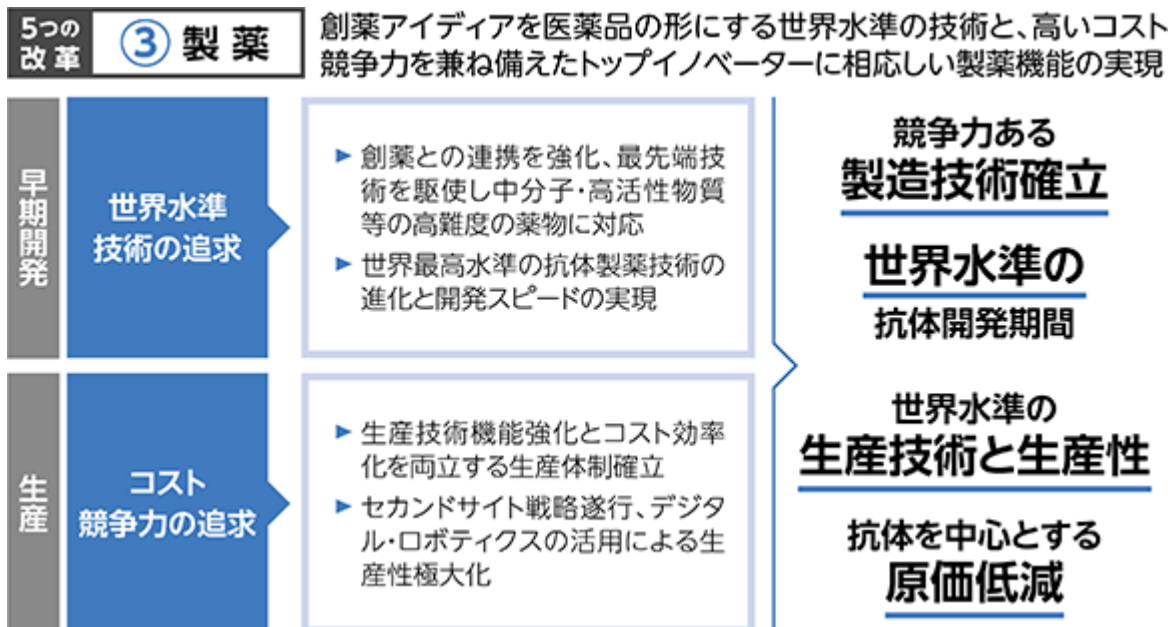 5つの
改革
③ 製薬
創薬アイディアを医薬品の形にする世界水準の技術と、高いコスト
競争力を兼ね備えたトップイノベーターに相応しい製薬機能の実現
早期開発
世界水準
技術の追求
▶ 創薬との連携を強化、最先端技
術を駆使し中分子・高活性物質
等の高難度の薬物に対応
▶ 世界最高水準の抗体製薬技術の
進化と開発スピードの実現
生産
コスト
競争力の追求
▶ 生産技術機能強化とコスト効率
化を両立する生産体制確立
▶ セカンドサイト戦略遂行、デジタ
ル・ロボティクスの活用による生
産性極大化
競争力ある
製造技術確立
世界水準の
抗体開発期間
世界水準の
生産技術と生産性
抗体を中心とする
原価低減